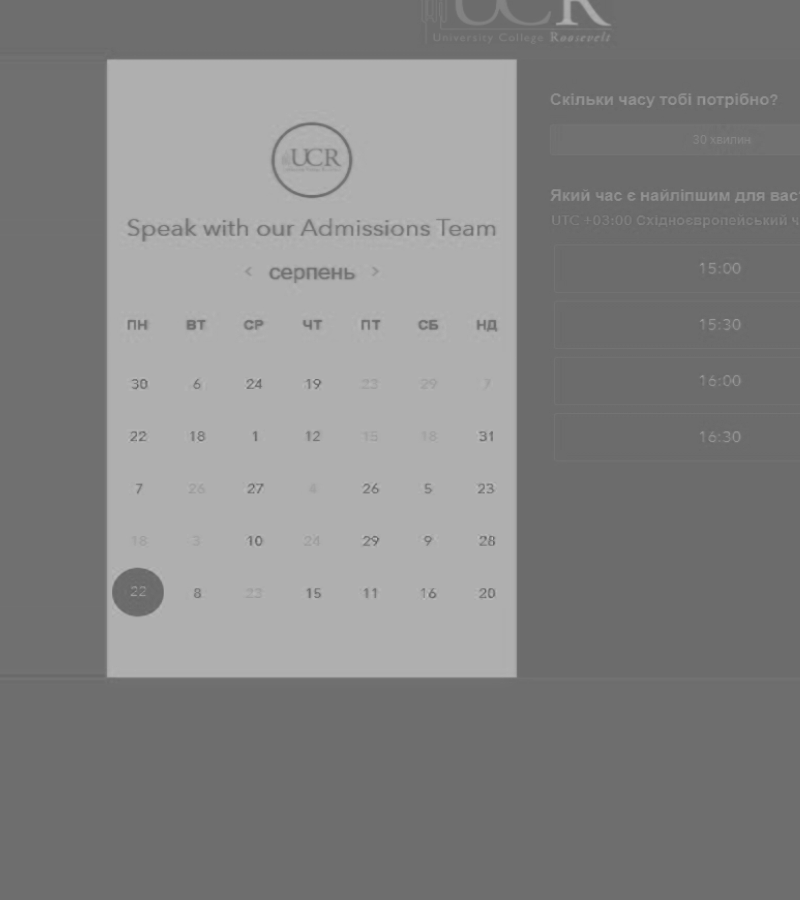 UCR
University College Roosevelt
UCR
Speak with our Admissions Team
< серпень >
ПН ВТ СР ЧТ ПТ СБ НД
30 6 24 19 23 29 7
22 18 1 12 15 18 31
7 26 27 4 26 5 23
18 3 10 24 29 9 28
22 8 23 15 11 16 20
Скільки часу тобі потрібно?
30 хвилин
Який час є найліпшим для вас
UTC +03:00 Східноєвропейський ч
15:00
15:30
16:00
16:30